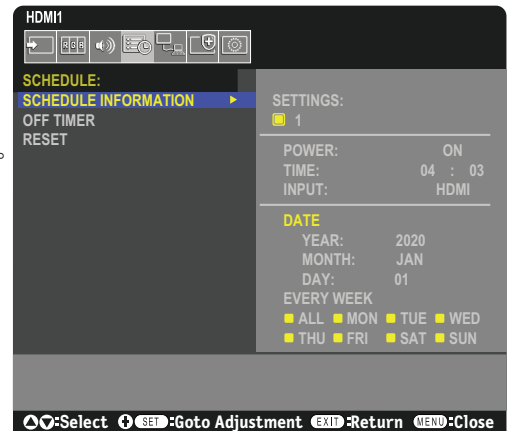 HDMI1
RGB
SCHEDULE:
SCHEDULE INFORMATION
OFF TIMER
RESET
SETTINGS:
1
POWER: ON
TIME: 04 : 03
INPUT: HDMI
DATE
YEAR: 2020
MONTH: JAN
DAY: 01
EVERY WEEK
ALL MON TUE WED
THU FRI SAT SUN
:Select SET :Goto Adjustment EXIT :Return MENU :Close